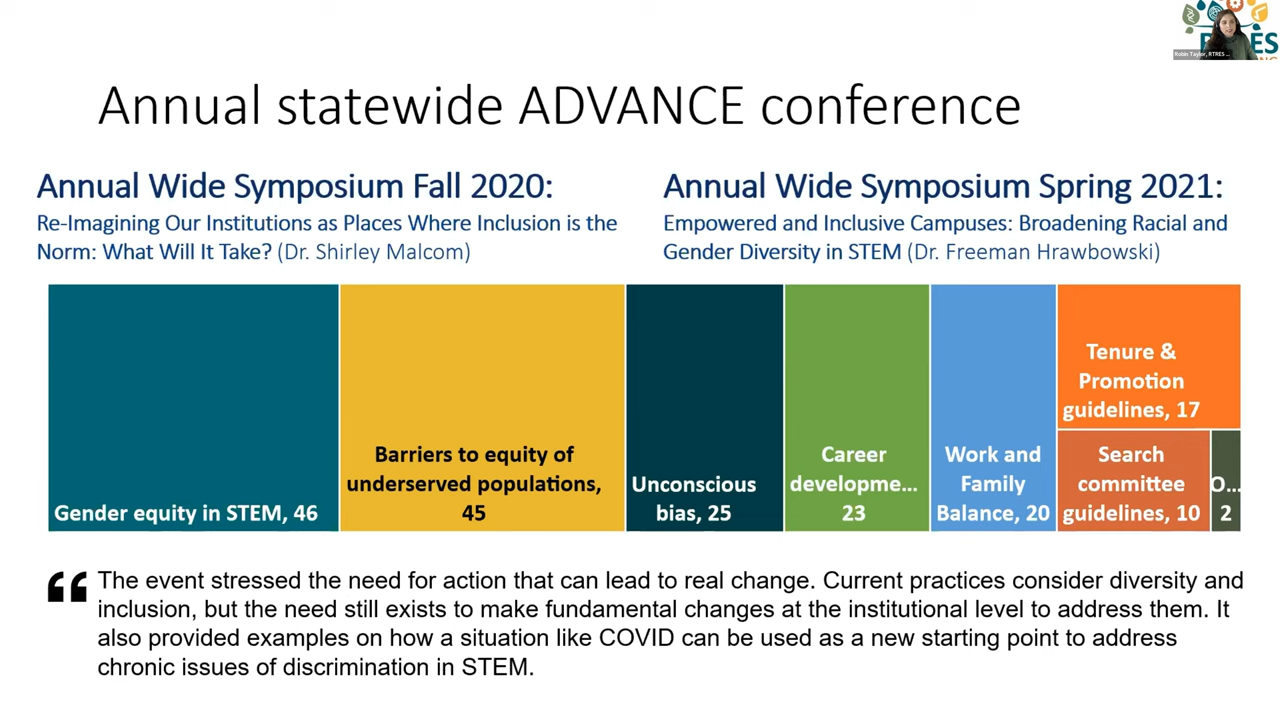 Robin Taylor, RTRES ...
Annual statewide ADVANCE conference
Annual Wide Symposium Fall 2020:
Re-Imagining Our Institutions as Places Where Inclusion is the
Norm: What Will It Take? (Dr. Shirley Malcom)
Annual Wide Symposium Spring 2021:
Empowered and Inclusive Campuses: Broadening Racial and
Gender Diversity in STEM (Dr. Freeman Hrawbowski)
Gender equity in STEM, 46
Barriers to equity of
underserved populations,
45
Unconscious
bias, 25
Career
developme...
23
Work and
Family
Balance, 20
Tenure &
Promotion
guidelines, 17
Search
committee
guidelines, 10
O...
2
“ The event stressed the need for action that can lead to real change. Current practices consider diversity and
inclusion, but the need still exists to make fundamental changes at the institutional level to address them. It
also provided examples on how a situation like COVID can be used as a new starting point to address
chronic issues of discrimination in STEM.